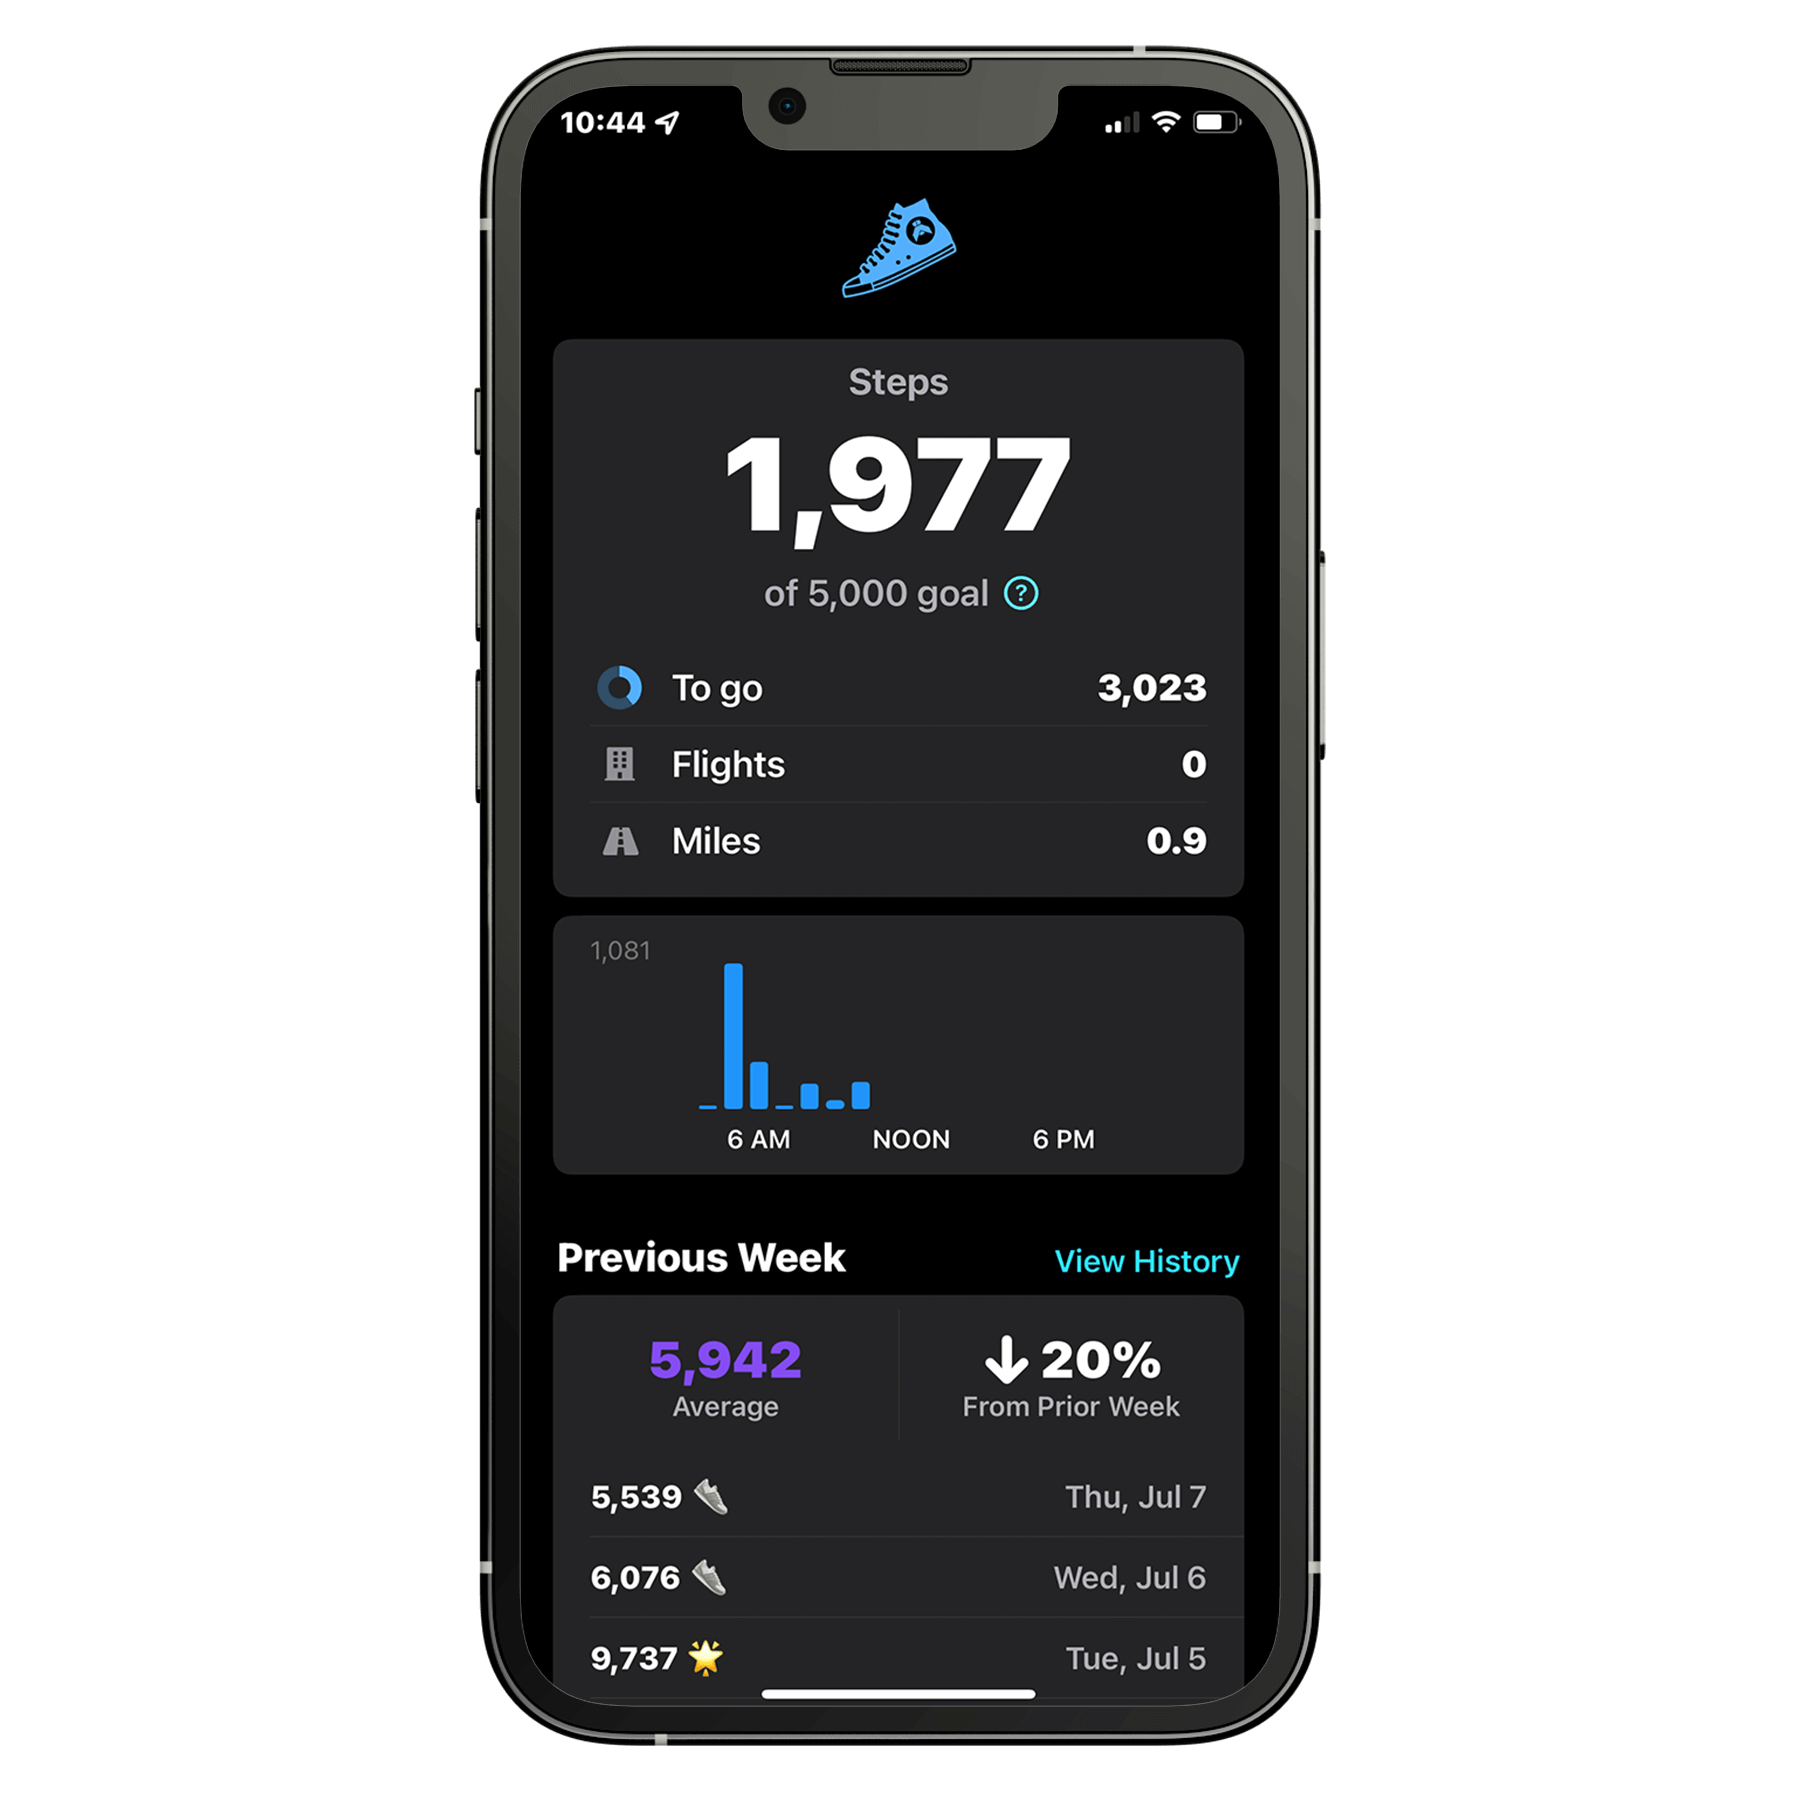 10:44
Steps
1,977
of 5,000 goal ?
To go 3,023
Flights 0
Miles 0.9
1,081
6 AM NOON 6 PM
Previous Week View History
5,942 20%
Average From Prior Week
5,539 Thu, Jul 7
6,076 Wed, Jul 6
9,737 Tue, Jul 5